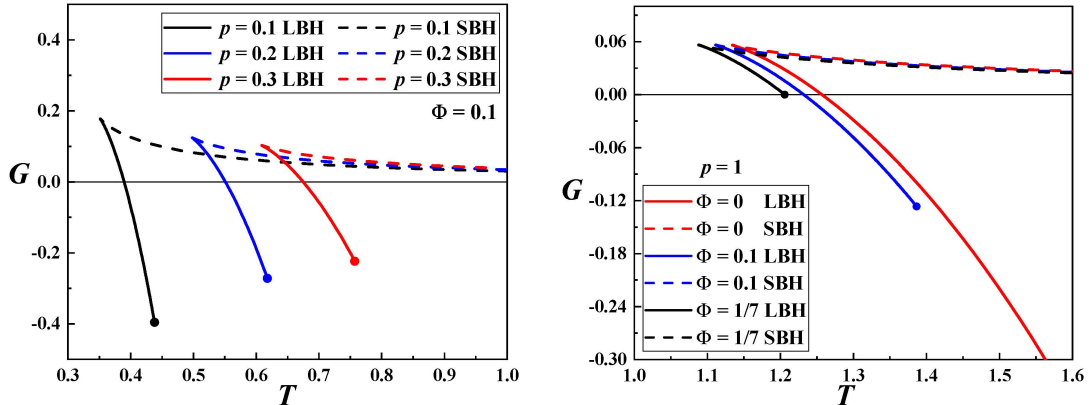 0.4
0.2
0.0
-0.2
-0.4
G
p = 0.1 LBH p = 0.1 SBH
p = 0.2 LBH p = 0.2 SBH
p = 0.3 LBH p = 0.3 SBH
Φ = 0.1
0.3 0.4 0.5 0.6 0.7 0.8 0.9 1.0
T
0.06
0.00
-0.06
-0.12
-0.18
-0.24
-0.30
G
p = 1
Φ = 0 LBH
Φ = 0 SBH
Φ = 0.1 LBH
Φ = 0.1 SBH
Φ = 1/7 LBH
Φ = 1/7 SBH
1.0 1.1 1.2 1.3 1.4 1.5 1.6
T